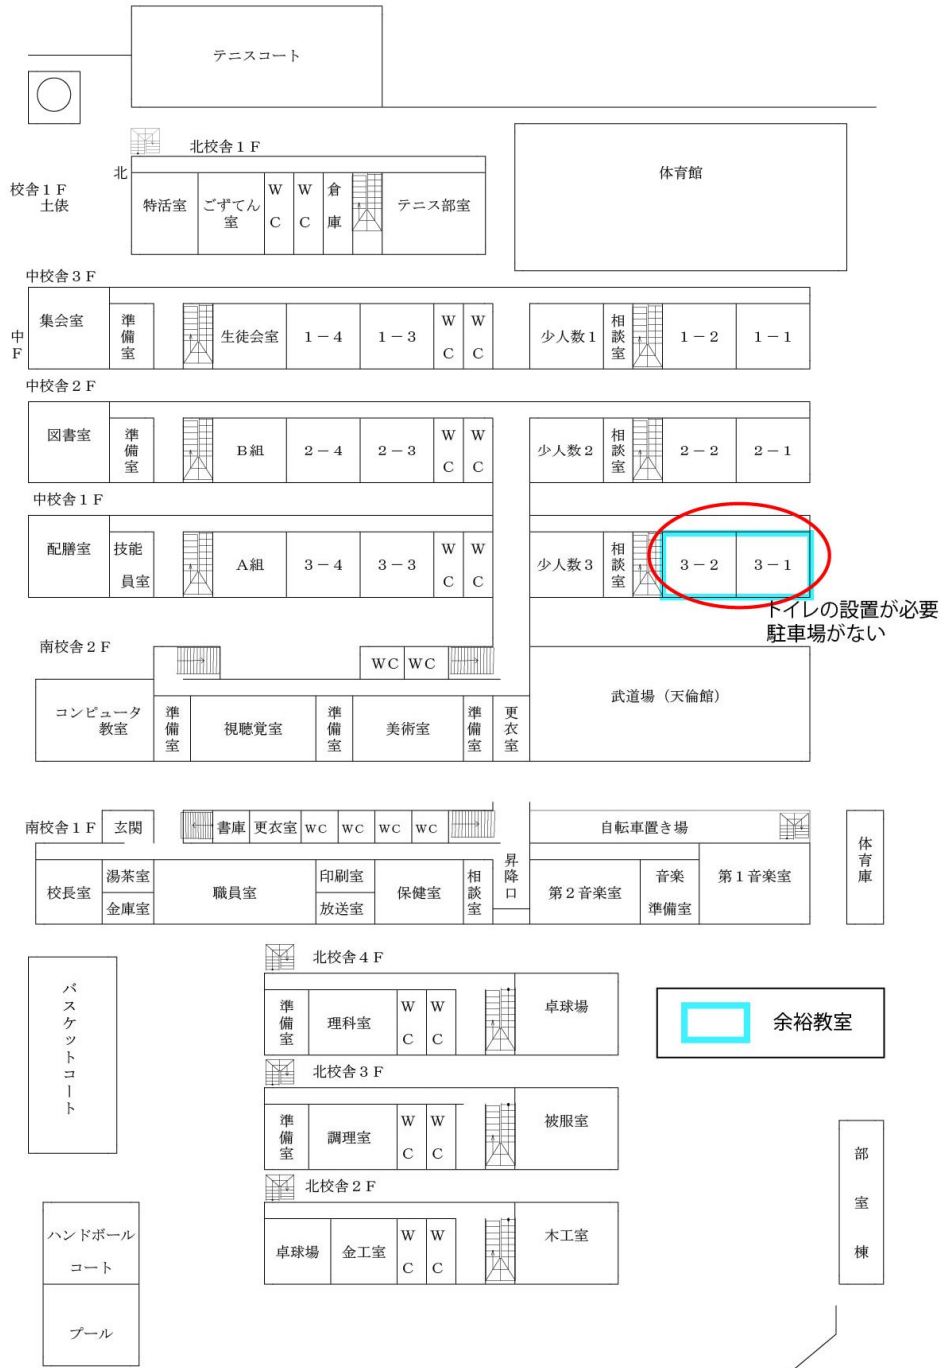 テニスコート
北校舎１Ｆ
体育館
北
校舎１Ｆ
土俵
特活室
ごずてん
室
ＷＣ
ＷＣ
倉庫
テニス部室
中校舎３Ｆ
中
Ｆ
集会室
準備室
生徒会室
１－４
１－３
ＷＣ
ＷＣ
少人数１
相談室
１－２
１－１
中校舎２Ｆ
図書室
準備室
Ｂ組
２－４
２－３
ＷＣ
ＷＣ
少人数２
相談室
２－２
２－１
中校舎１Ｆ
配膳室
技能
員室
Ａ組
３－４
３－３
ＷＣ
ＷＣ
少人数３
相談室
３－２
３－１
トイレの設置が必要
駐車場がない
南校舎２Ｆ
ＷＣ
ＷＣ
コンピュータ
教室
準備室
視聴覚室
準備室
美術室
準備室
更衣室
武道場（天倫館）
南校舎１Ｆ
玄関
書庫
更衣室
ＷＣ
ＷＣ
ＷＣ
ＷＣ
自転車置き場
体育庫
校長室
湯茶室
金庫室
職員室
印刷室
放送室
保健室
相談室
昇降口
第２音楽室
音楽
準備室
第１音楽室
北校舎４Ｆ
バスケットコート
準備室
理科室
ＷＣ
ＷＣ
卓球場
余裕教室
北校舎３Ｆ
準備室
調理室
ＷＣ
ＷＣ
被服室
部室棟
北校舎２Ｆ
卓球場
金工室
ＷＣ
ＷＣ
木工室
ハンドボール
コート
プール